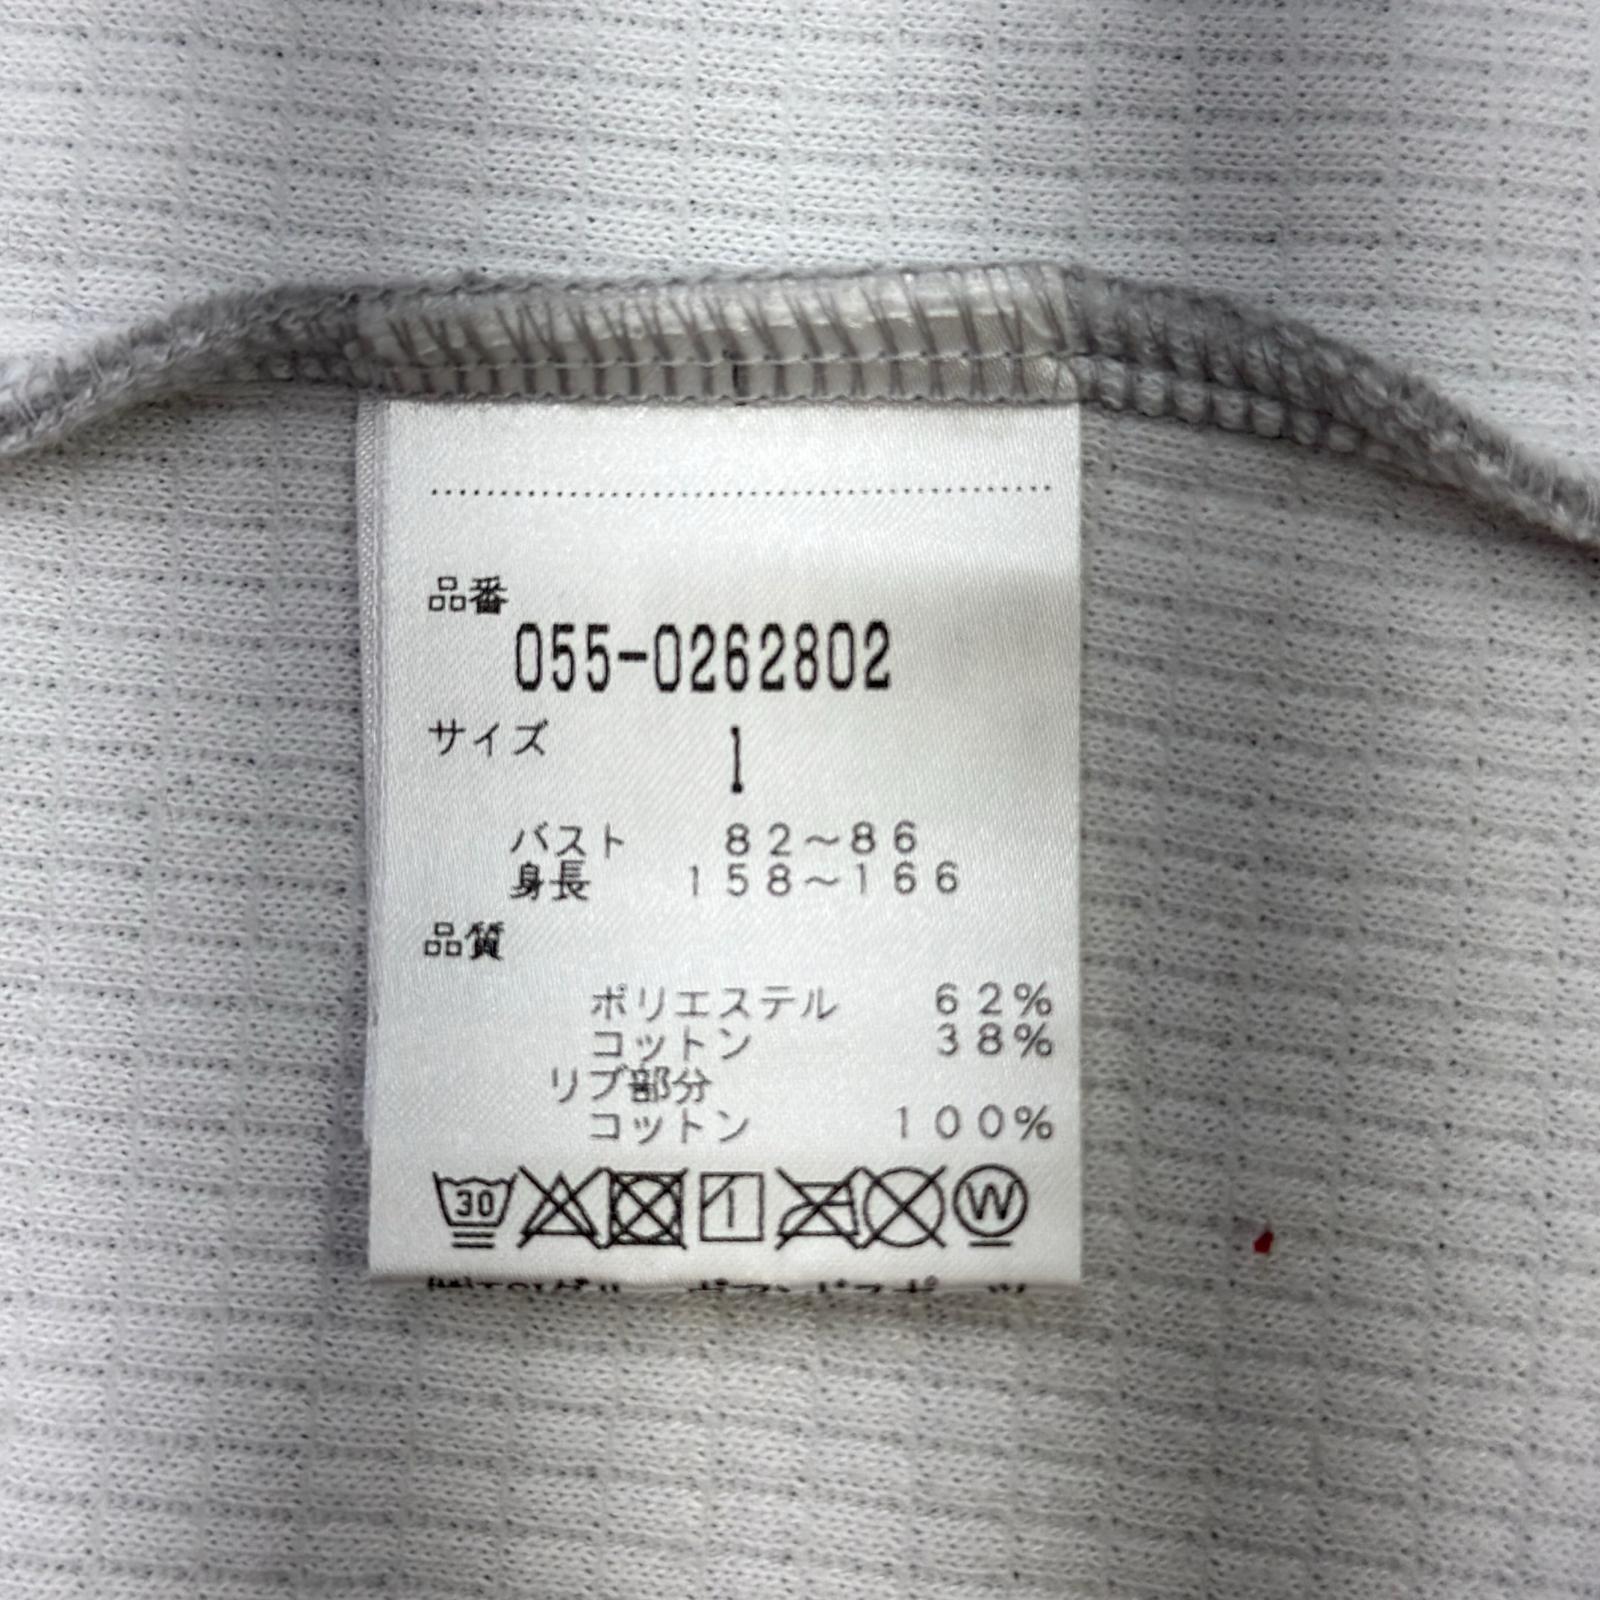 品番
055-0262802
サイズ
1
バスト 82~86
身長 158~166
品質
ポリエステル 62%
コットン 38%
リブ部分
コットン 100%
30 W